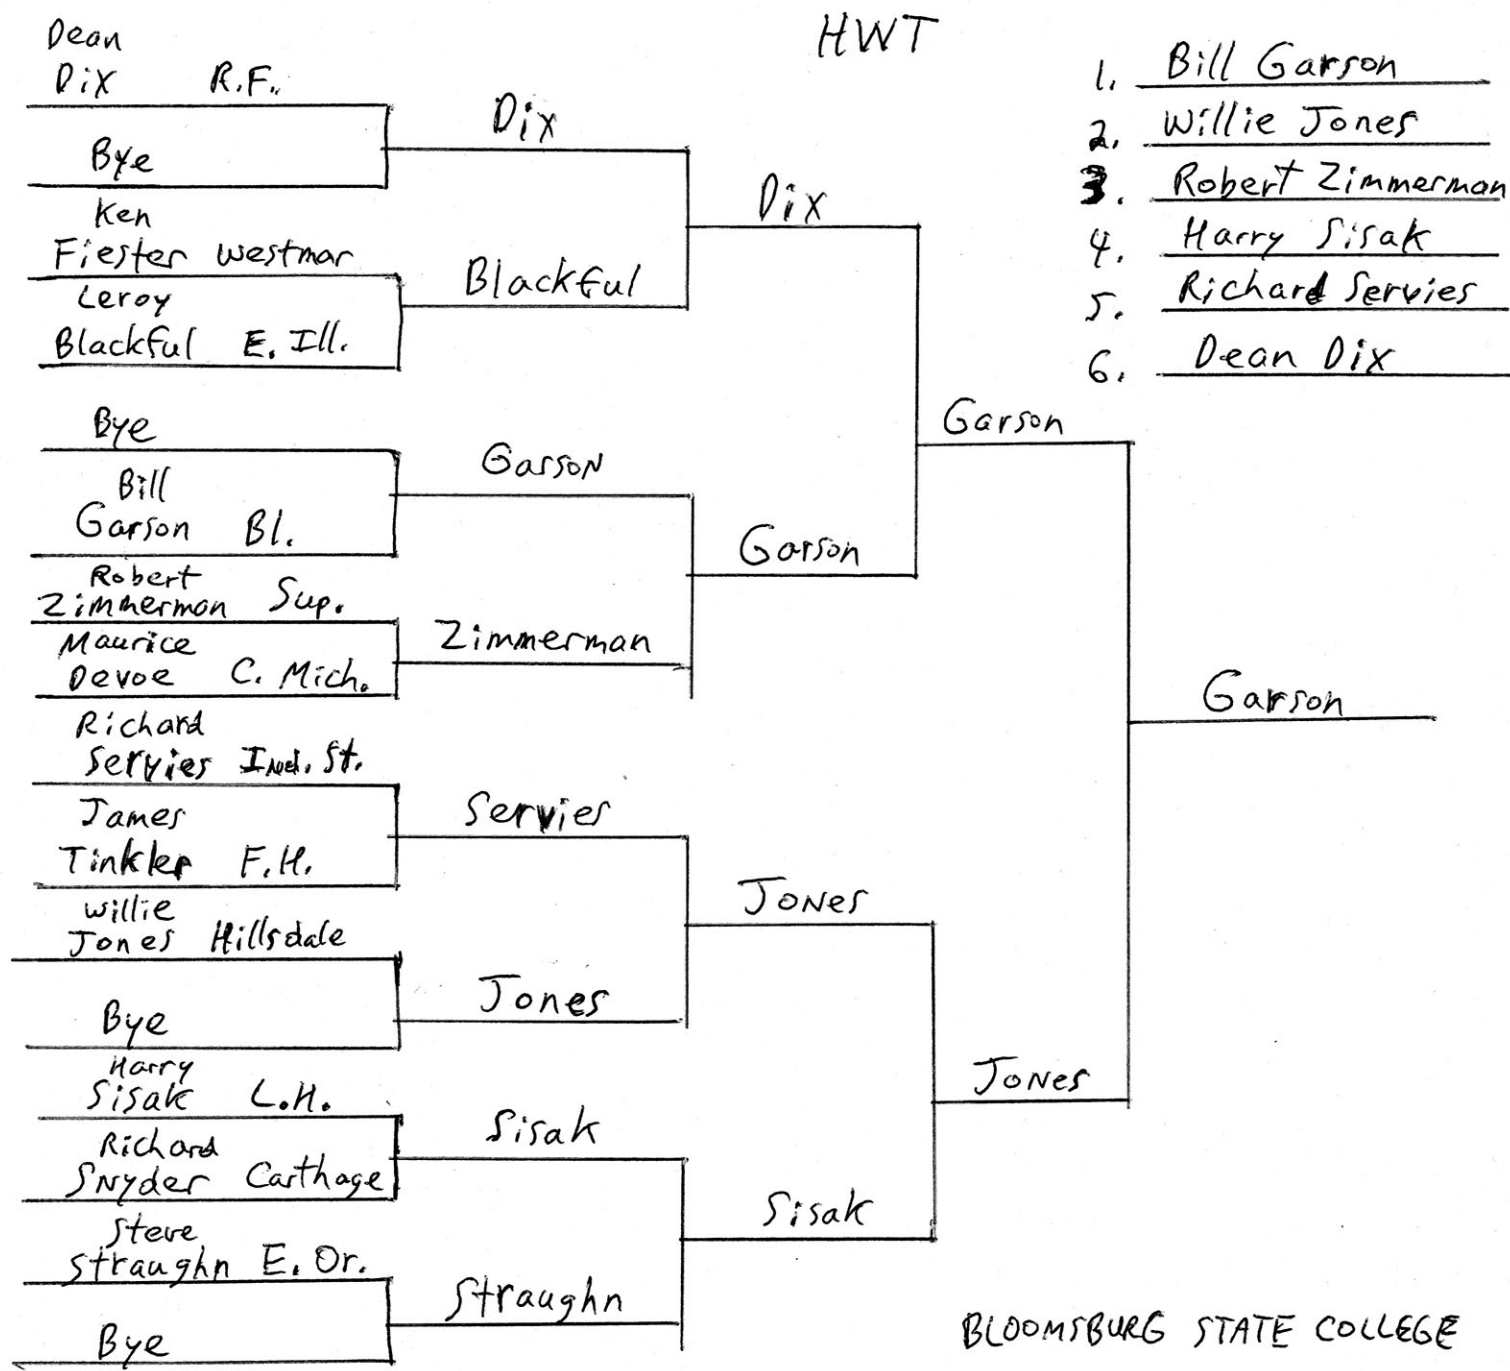 HWT
Dean
Dix R.F.
Bye
Ken
Fiester Westmar
Leroy
Blackful E. Ill.
Bye
Bill
Garson Bl.
Robert
Zimmerman Sup.
Maurice
Devoe C. Mich.
Richard
Servies Ind. St.
James
Tinkler F.H.
Willie
Jones Hillsdale
Bye
Harry
Sisak L.H.
Richard
Snyder Carthage
Steve
Straughn E. Or.
Bye
Dix
Blackful
Garson
Zimmerman
Servies
Jones
Sisak
Straughn
Dix
Garson
Jones
Sisak
Garson
Jones
Garson
1. Bill Garson
2. Willie Jones
3. Robert Zimmerman
4. Harry Sisak
5. Richard Servies
6. Dean Dix
BLOOMSBURG STATE COLLEGE